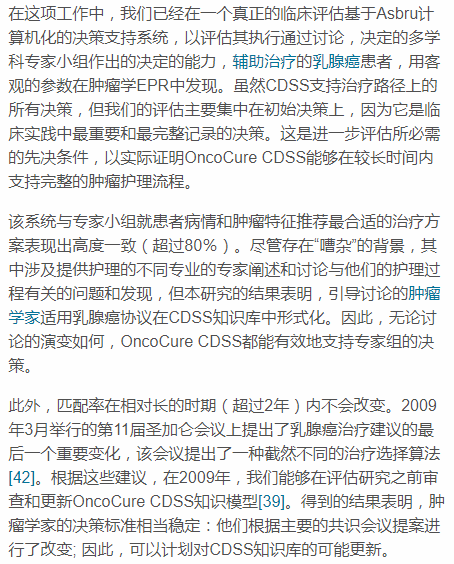 在这项工作中，我们已经在一个真正的临床评估基于Asbru计
算机化的决策支持系统，以评估其执行通过讨论，决定的多学
科专家小组作出的决定的能力，辅助治疗的乳腺癌患者，用客
观的参数在肿瘤学EPR中发现。虽然CDSS支持治疗路径上的
所有决策，但我们的评估主要集中在初始决策上，因为它是临
床实践中最重要和最完整记录的决策。这是进一步评估所必需
的先决条件，以实际证明OncoCure CDSS能够在较长时间内
支持完整的肿瘤护理流程。
该系统与专家小组就患者病情和肿瘤特征推荐最合适的治疗方
案表现出高度一致（超过80%）。尽管存在“嘈杂”的背景，其
中涉及提供护理的不同专业的专家阐述和讨论与他们的护理过
程有关的问题和发现，但本研究的结果表明，引导讨论的肿瘤
学家适用乳腺癌协议在CDSS知识库中形式化。因此，无论讨
论的演变如何，OncoCure CDSS都能有效地支持专家组的决
策。
此外，匹配率在相对长的时期（超过2年）内不会改变。2009
年3月举行的第11届圣加仑会议上提出了乳腺癌治疗建议的最
后一个重要变化，该会议提出了一种截然不同的治疗选择算法
[42]。根据这些建议，在2009年，我们能够在评估研究之前审
查和更新OncoCure CDSS知识模型[39]。得到的结果表明，肿
瘤学家的决策标准相当稳定：他们根据主要的共识会议提案进
行了改变; 因此，可以计划对CDSS知识库的可能更新。